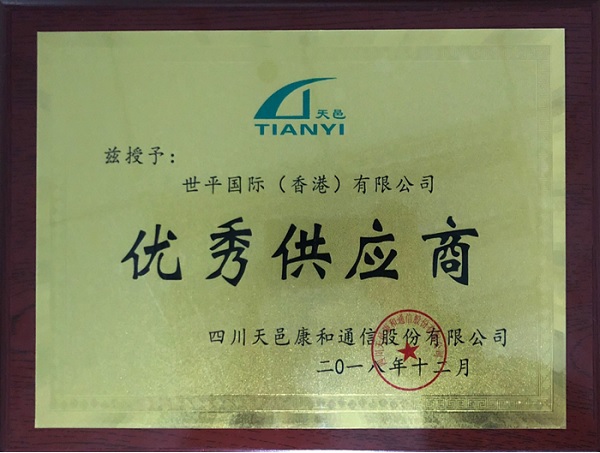 天邑
TIANYI
兹授予：
世平国际（香港）有限公司
优秀供应商
四川天邑康和通信股份有限公司
二0一八年十二月